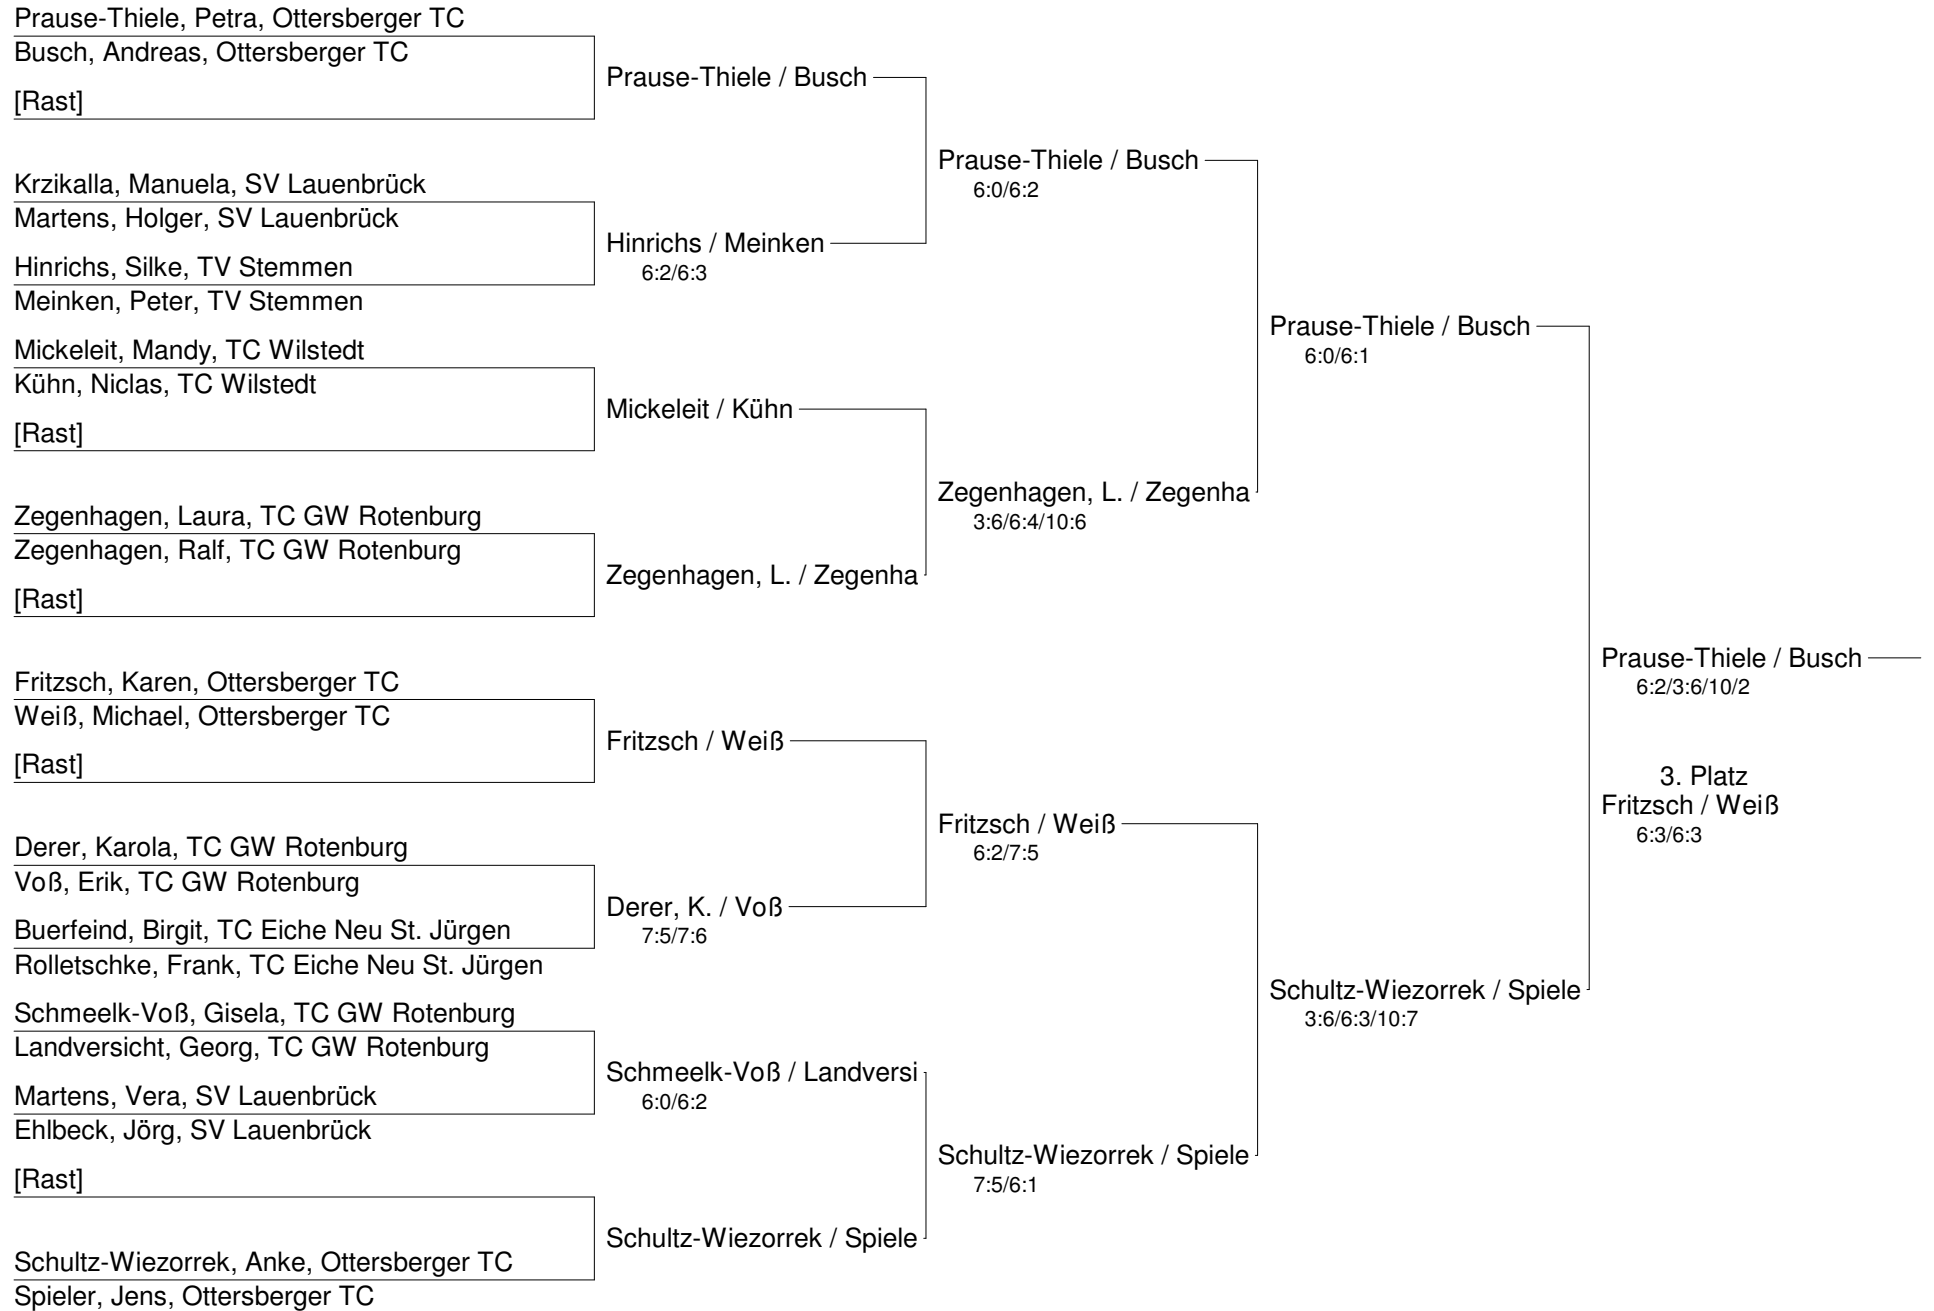 Prause-Thiele, Petra, Ottersberger TC
Busch, Andreas, Ottersberger TC
[Rast]
Krzikalla, Manuela, SV Lauenbrück
Martens, Holger, SV Lauenbrück
Hinrichs, Silke, TV Stemmen
Meinken, Peter, TV Stemmen
Mickeleit, Mandy, TC Wilstedt
Kühn, Niclas, TC Wilstedt
[Rast]
Zegenhagen, Laura, TC GW Rotenburg
Zegenhagen, Ralf, TC GW Rotenburg
[Rast]
Fritzsch, Karen, Ottersberger TC
Weiß, Michael, Ottersberger TC
[Rast]
Derer, Karola, TC GW Rotenburg
Voß, Erik, TC GW Rotenburg
Buerfeind, Birgit, TC Eiche Neu St. Jürgen
Rolletschke, Frank, TC Eiche Neu St. Jürgen
Schmeelk-Voß, Gisela, TC GW Rotenburg
Landversicht, Georg, TC GW Rotenburg
Martens, Vera, SV Lauenbrück
Ehlbeck, Jörg, SV Lauenbrück
[Rast]
Schultz-Wiezorrek, Anke, Ottersberger TC
Spieler, Jens, Ottersberger TC
Prause-Thiele / Busch
Hinrichs / Meinken
6:2/6:3
Mickeleit / Kühn
Zegenhagen, L. / Zegenha
Fritzsch / Weiß
Derer, K. / Voß
7:5/7:6
Schmeelk-Voß / Landversi
6:0/6:2
Schultz-Wiezorrek / Spiele
Prause-Thiele / Busch
6:0/6:2
Zegenhagen, L. / Zegenha
3:6/6:4/10:6
Fritzsch / Weiß
6:2/7:5
Schultz-Wiezorrek / Spiele
7:5/6:1
Prause-Thiele / Busch
6:0/6:1
Schultz-Wiezorrek / Spiele
3:6/6:3/10:7
Prause-Thiele / Busch
6:2/3:6/10/2
3. Platz
Fritzsch / Weiß
6:3/6:3